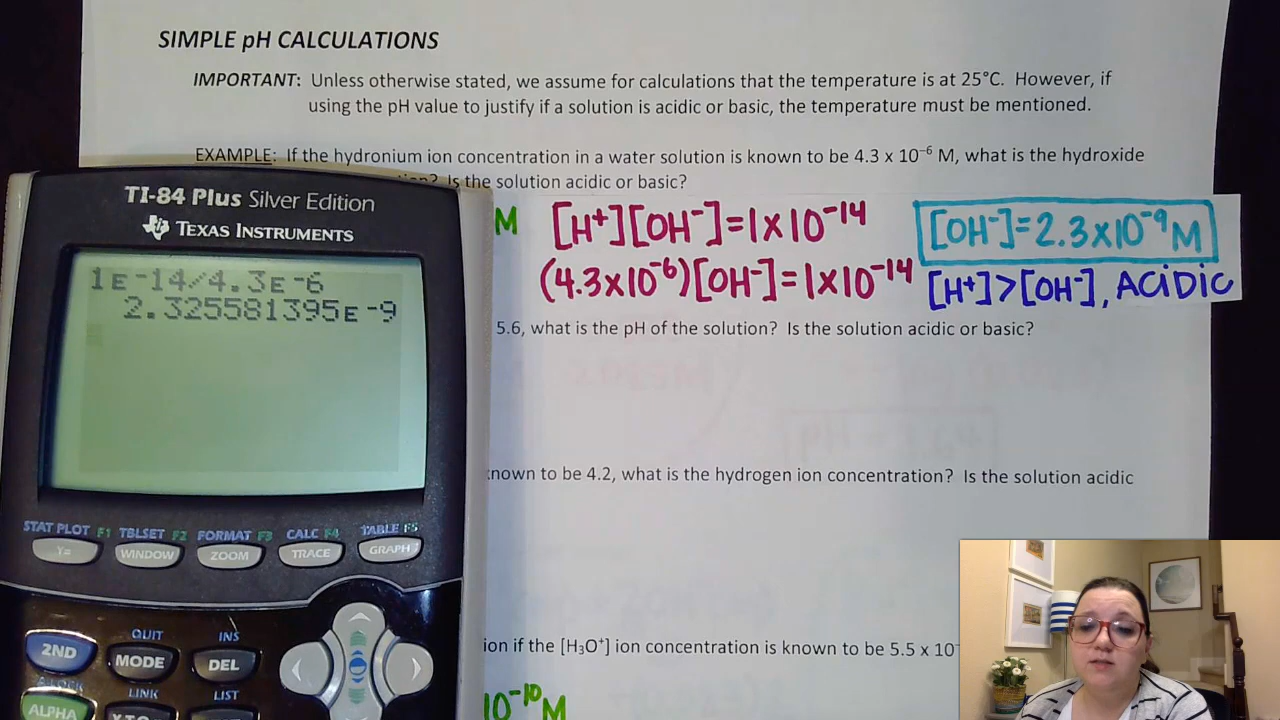 SIMPLE pH CALCULATIONS
IMPORTANT: Unless otherwise stated, we assume for calculations that the temperature is at 25°C. However, if
using the pH value to justify if a solution is acidic or basic, the temperature must be mentioned.
EXAMPLE: If the hydronium ion concentration in a water solution is known to be 4.3 x 10⁻⁶ M, what is the hydroxide
Is the solution acidic or basic?
M [H⁺][OH⁻]=1x10⁻¹⁴ [OH⁻]=2.3x10⁻⁹M
(4.3x10⁻⁶)[OH⁻]=1x10⁻¹⁴ [H⁺]>[OH⁻], ACiDiC
5.6, what is the pH of the solution? Is the solution acidic or basic?
known to be 4.2, what is the hydrogen ion concentration? Is the solution acidic
ion if the [H₃O⁺] ion concentration is known to be 5.5 x 10⁻
10⁻¹⁰M
TI-84 Plus Silver Edition
TEXAS INSTRUMENTS
1E-14/4.3E-6
2.325581395E-9
STAT PLOT F1 TBLSET F2 FORMAT F3 CALC F4 TABLE F5
Y= WINDOW ZOOM TRACE GRAPH
QUIT INS
2ND MODE DEL
A-LOCK LINK LIST
ALPHA X,T,Θ,n STAT